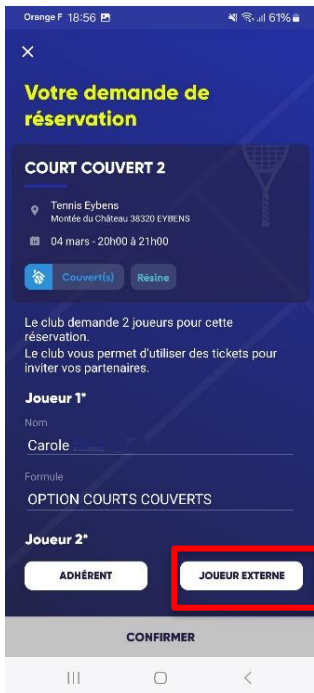 Orange F 18:56 61%
Votre demande de
réservation
COURT COUVERT 2
Tennis Eybens
Montée du Château 38320 EYBENS
04 mars - 20h00 à 21h00
Couvert(s) Résine
Le club demande 2 joueurs pour cette
réservation.
Le club vous permet d'utiliser des tickets pour
inviter vos partenaires.
Joueur 1*
Nom
Carole
Formule
OPTION COURTS COUVERTS
Joueur 2*
ADHÉRENT JOUEUR EXTERNE
CONFIRMER